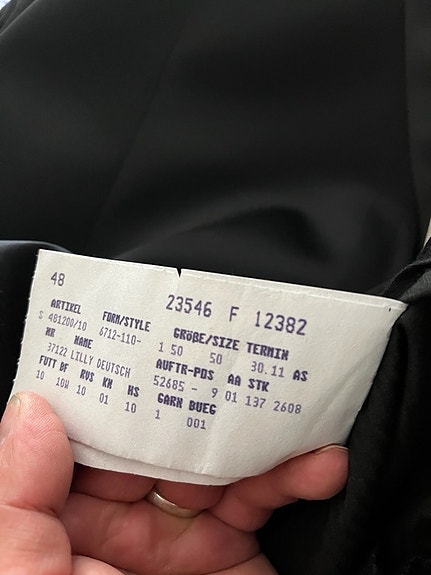 48
23546 F 12382
ARTIKEL FORM/STYLE GRÖßE/SIZE TERMIN
S 481200/10 6712-110- 1 50 50 30.11 AS
NR NAME AUFTR-POS AA STK
37122 LILLY DEUTSCH 52685 - 9 01 137 2608
FUTT BF RVS KN HS GARN BUEG
10 10W 10 01 10 1 001